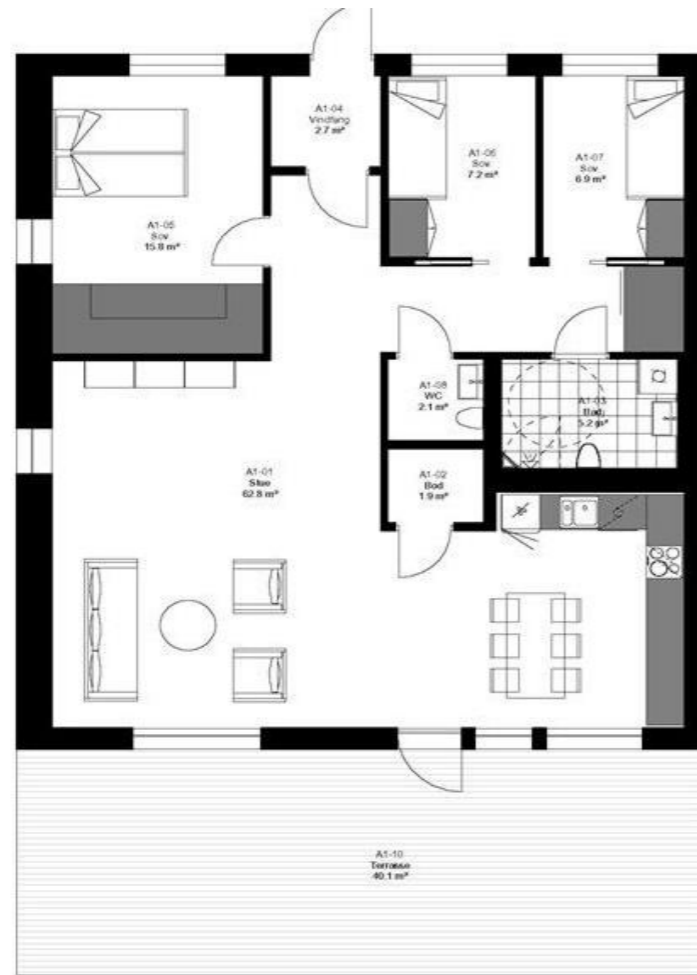 A1-04
Vindfang
2.7 m²
A1-06
Sov.
7.2 m²
A1-07
Sov.
6.9 m²
A1-05
Sov.
15.8 m²
A1-08
WC
2.1 m²
A1-03
Bad
5.2 m²
A1-01
Stue
62.8 m²
A1-02
Bod
1.9 m²
A1-10
Terrasse
40.1 m²